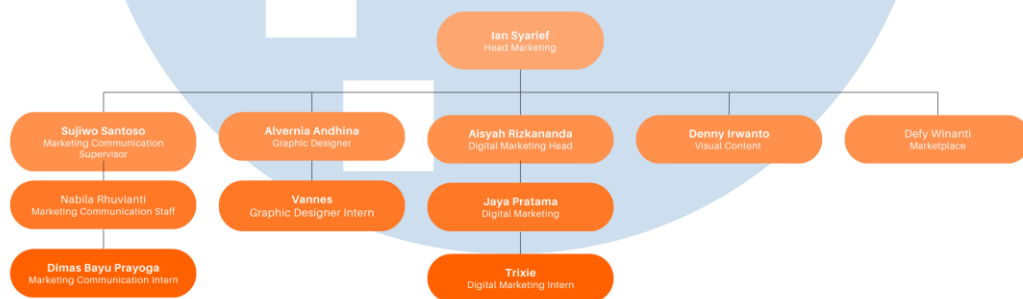 Ian Syarief
Head Marketing
Sujiwo Santoso
Marketing Communication
Supervisor
Alvernia Andhina
Graphic Designer
Aisyah Rizkananda
Digital Marketing Head
Denny Irwanto
Visual Content
Defy Winanti
Marketplace
Nabila Rhuvianti
Marketing Communication Staff
Vannes
Graphic Designer Intern
Jaya Pratama
Digital Marketing
Dimas Bayu Prayoga
Marketing Communication Intern
Trixie
Digital Marketing Intern